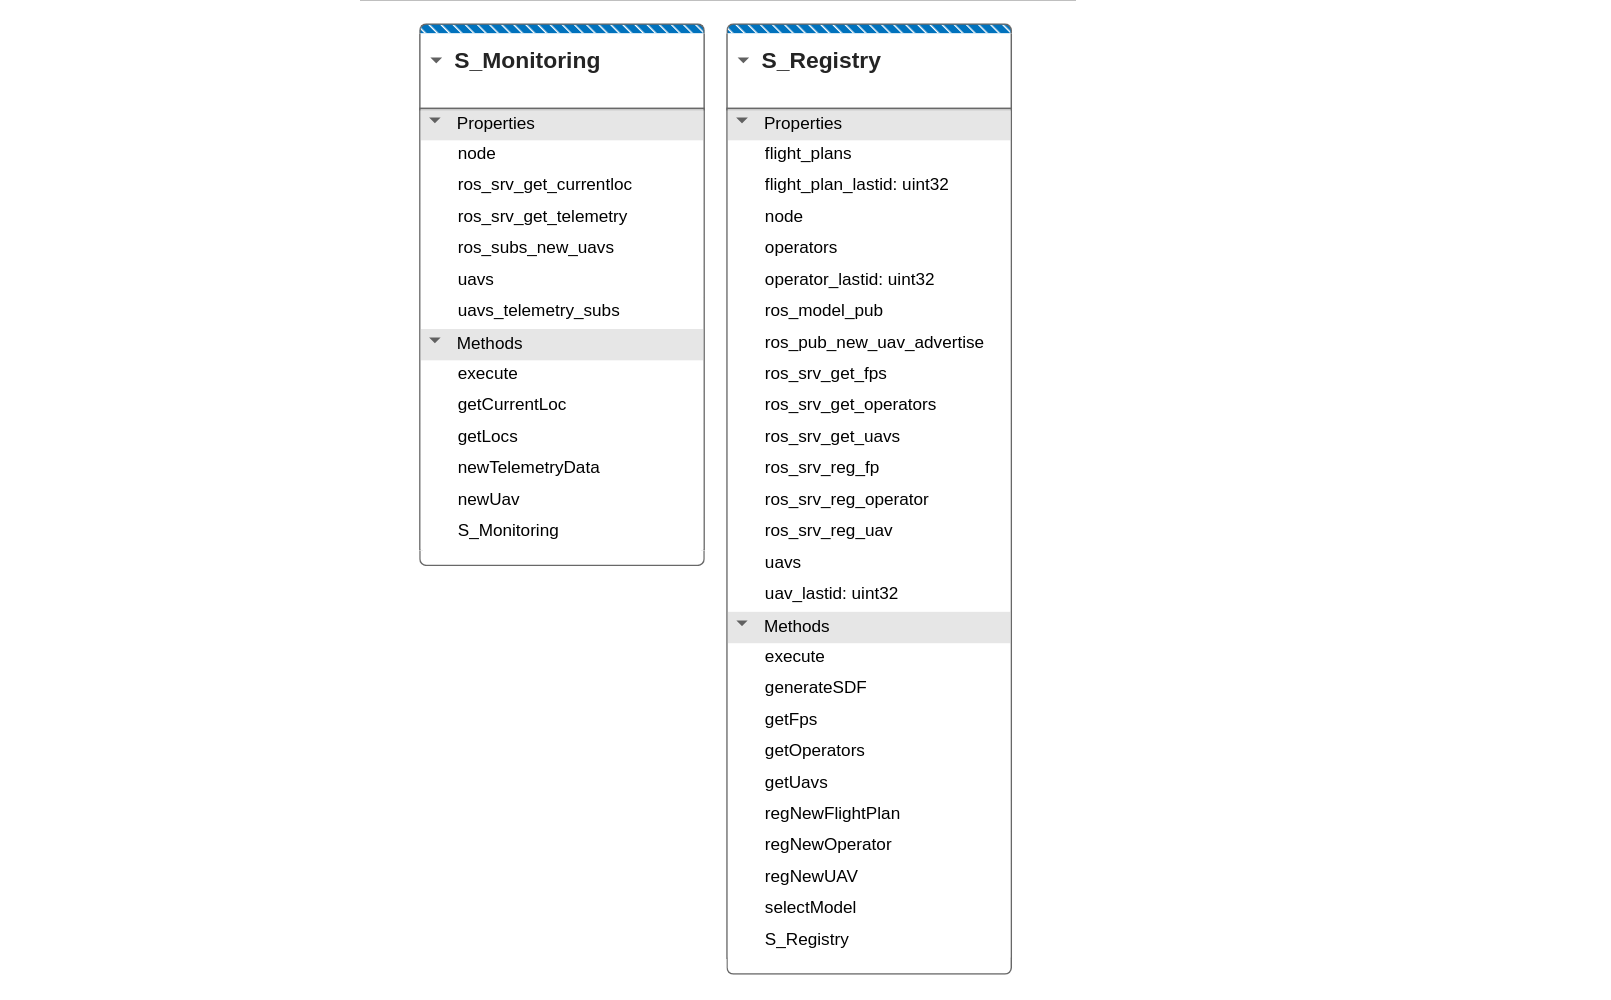 S_Monitoring
Properties
node
ros_srv_get_currentloc
ros_srv_get_telemetry
ros_subs_new_uavs
uavs
uavs_telemetry_subs
Methods
execute
getCurrentLoc
getLocs
newTelemetryData
newUav
S_Monitoring
S_Registry
Properties
flight_plans
flight_plan_lastid: uint32
node
operators
operator_lastid: uint32
ros_model_pub
ros_pub_new_uav_advertise
ros_srv_get_fps
ros_srv_get_operators
ros_srv_get_uavs
ros_srv_reg_fp
ros_srv_reg_operator
ros_srv_reg_uav
uavs
uav_lastid: uint32
Methods
execute
generateSDF
getFps
getOperators
getUavs
regNewFlightPlan
regNewOperator
regNewUAV
selectModel
S_Registry